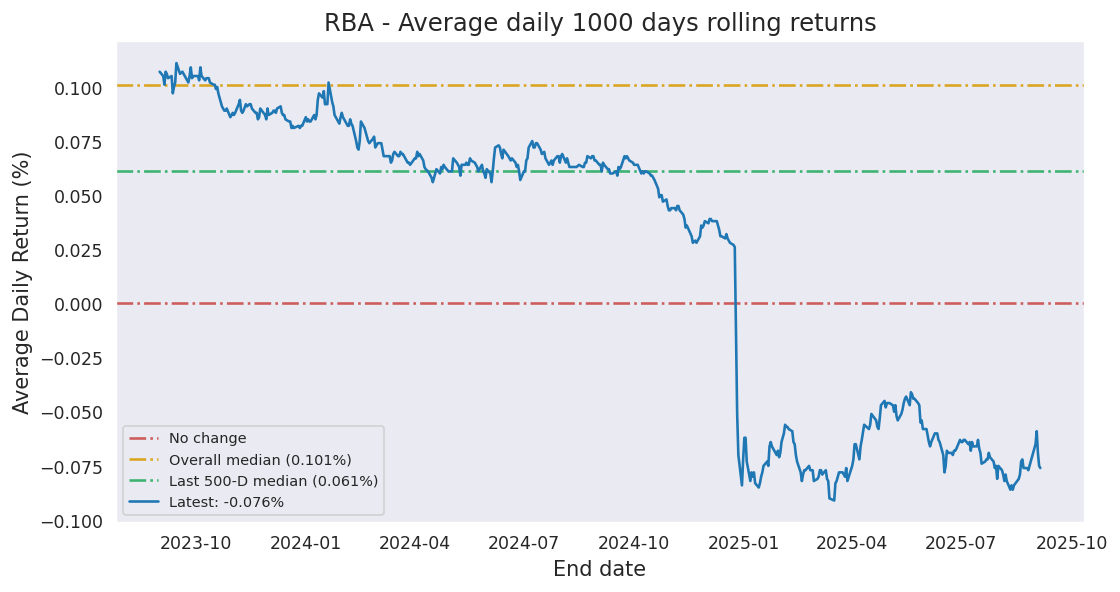 RBA - Average daily 1000 days rolling returns
Average Daily Return (%)
0.100
0.075
0.050
0.025
0.000
−0.025
−0.050
−0.075
−0.100
No change
Overall median (0.101%)
Last 500-D median (0.061%)
Latest: -0.076%
2023-10 2024-01 2024-04 2024-07 2024-10 2025-01 2025-04 2025-07 2025-10
End date